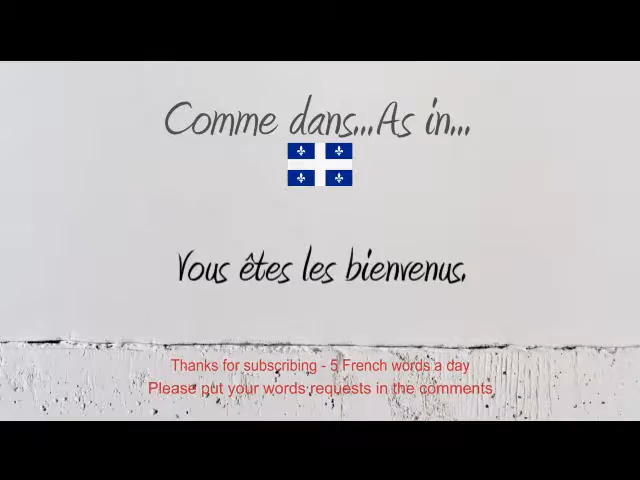 Comme dans...As in...
Vous êtes les bienvenus.
Thanks for subscribing - 5 French words a day
Please put your words requests in the comments